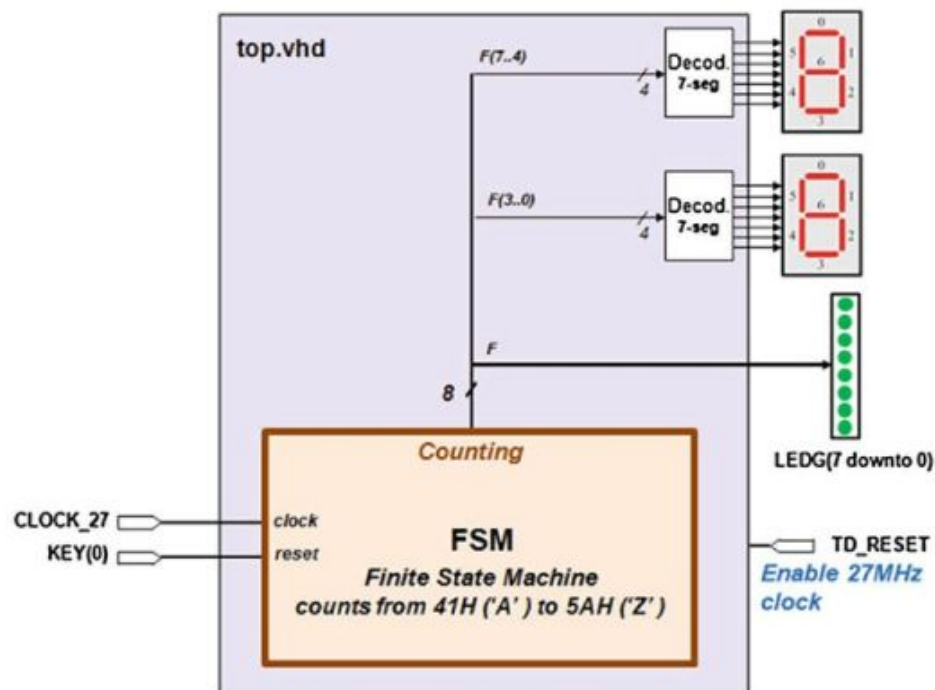 top.vhd
F(7..4)
4
Decod.
7-seg
0
5
1
6
4
2
3
F(3..0)
4
Decod.
7-seg
0
5
1
6
4
2
3
F
8
LEDG(7 downto 0)
Counting
CLOCK_27
clock
KEY(0)
reset
FSM
Finite State Machine
counts from 41H ('A' ) to 5AH ('Z' )
TD_RESET
Enable 27MHz
clock